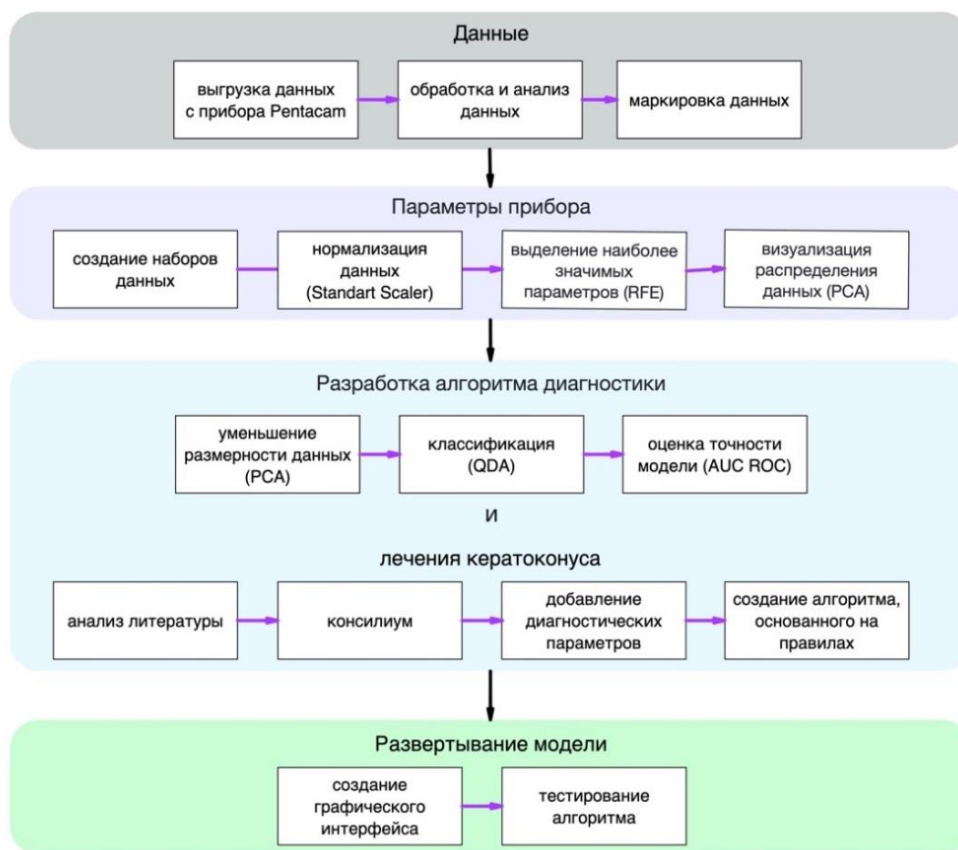 Данные
выгрузка данных
с прибора Pentacam
обработка и анализ
данных
маркировка данных
Параметры прибора
создание наборов
данных
нормализация
данных
(Standart Scaler)
выделение наиболее
значимых
параметров (RFE)
визуализация
распределения
данных (PCA)
Разработка алгоритма диагностики
уменьшение
размерности данных
(PCA)
классификация
(QDA)
оценка точности
модели (AUC ROC)
и
лечения кератоконуса
анализ литературы
консилиум
добавление
диагностических
параметров
создание алгоритма,
основанного на
правилах
Развертывание модели
создание
графического
интерфейса
тестирование
алгоритма